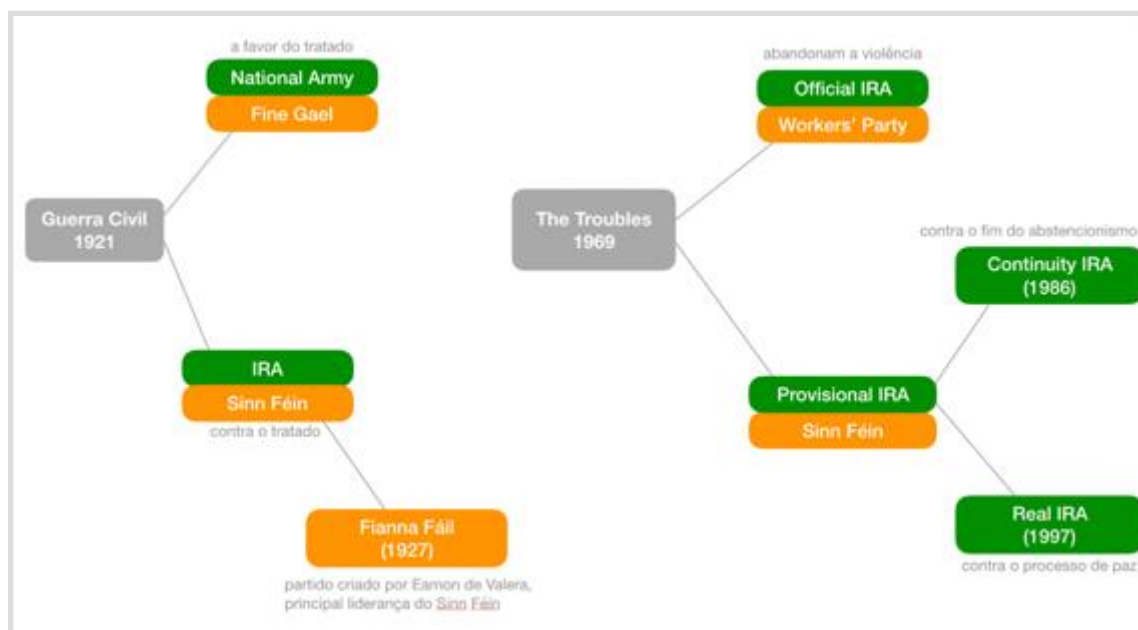 a favor do tratado
National Army
Fine Gael
Guerra Civil
1921
IRA
Sinn Féin
contra o tratado
Fianna Fáil
(1927)
partido criado por Eamon de Valera,
principal liderança do Sinn Féin
abandonam a violência
Official IRA
Workers' Party
The Troubles
1969
contra o fim do abstencionismo
Continuity IRA
(1986)
Provisional IRA
Sinn Féin
Real IRA
(1997)
contra o processo de paz